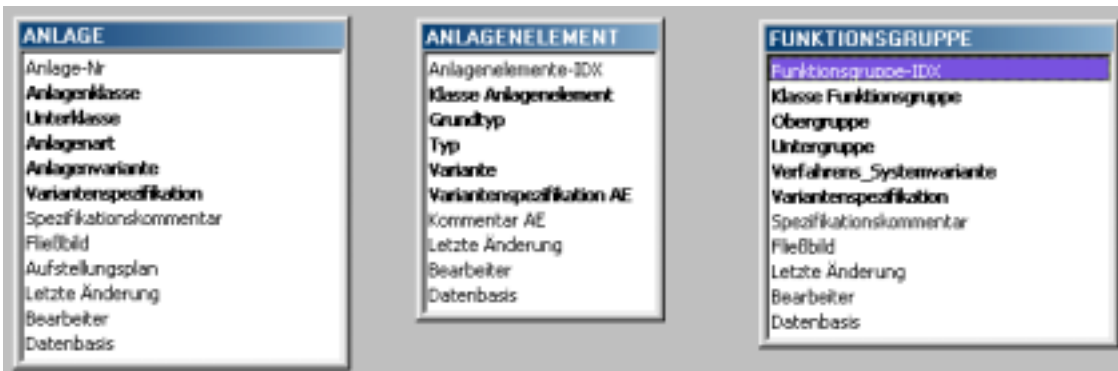 ANLAGE
Anlage-Nr
Anlagenklasse
Unterklasse
Anlagenart
Anlagenvariante
Variantenspezifikation
Spezifikationskommentar
Fließbild
Aufstellungsplan
Letzte Änderung
Bearbeiter
Datenbasis
ANLAGENELEMENT
Anlagenelemente-IDX
Klasse Anlagenelement
Grundtyp
Typ
Variante
Variantenspezifikation AE
Kommentar AE
Letzte Änderung
Bearbeiter
Datenbasis
FUNKTIONSGRUPPE
Funktionsgruppe-IDX
Klasse Funktionsgruppe
Obergruppe
Untergruppe
Verfahrens_Systemvariante
Variantenspezifikation
Spezifikationskommentar
Fließbild
Letzte Änderung
Bearbeiter
Datenbasis